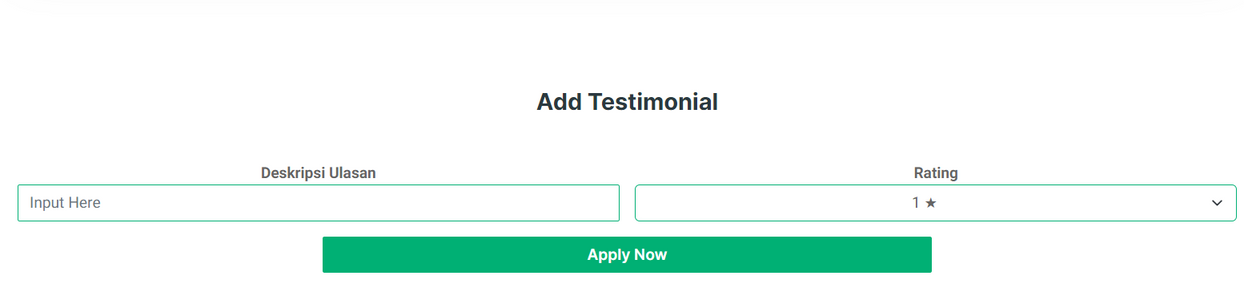 Add Testimonial
Deskripsi Ulasan
Rating
Input Here
1 ★
Apply Now